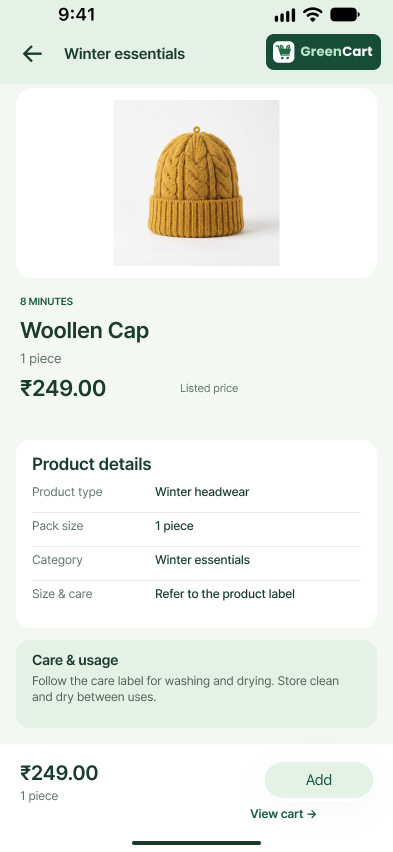 9:41
Winter essentials
GreenCart
8 MINUTES
Woollen Cap
1 piece
₹249.00
Listed price
Product details
Product type Winter headwear
Pack size 1 piece
Category Winter essentials
Size & care Refer to the product label
Care & usage
Follow the care label for washing and drying. Store clean
and dry between uses.
₹249.00
1 piece
Add
View cart →